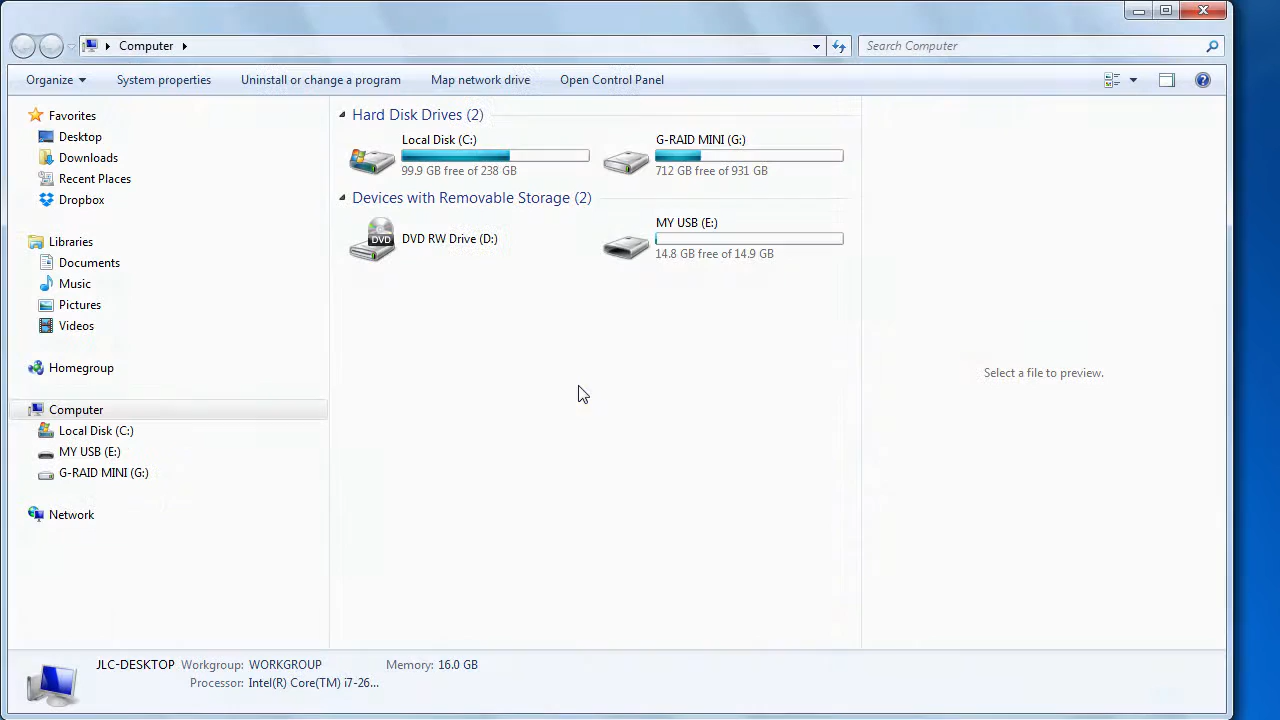 Computer
Search Computer
Organize
System properties
Uninstall or change a program
Map network drive
Open Control Panel
Favorites
Desktop
Downloads
Recent Places
Dropbox
Libraries
Documents
Music
Pictures
Videos
Homegroup
Computer
Local Disk (C:)
MY USB (E:)
G-RAID MINI (G:)
Network
Hard Disk Drives (2)
Local Disk (C:)
99.9 GB free of 238 GB
G-RAID MINI (G:)
712 GB free of 931 GB
Devices with Removable Storage (2)
DVD
DVD RW Drive (D:)
MY USB (E:)
14.8 GB free of 14.9 GB
Select a file to preview.
JLC-DESKTOP Workgroup: WORKGROUP Memory: 16.0 GB
Processor: Intel(R) Core(TM) i7-26...